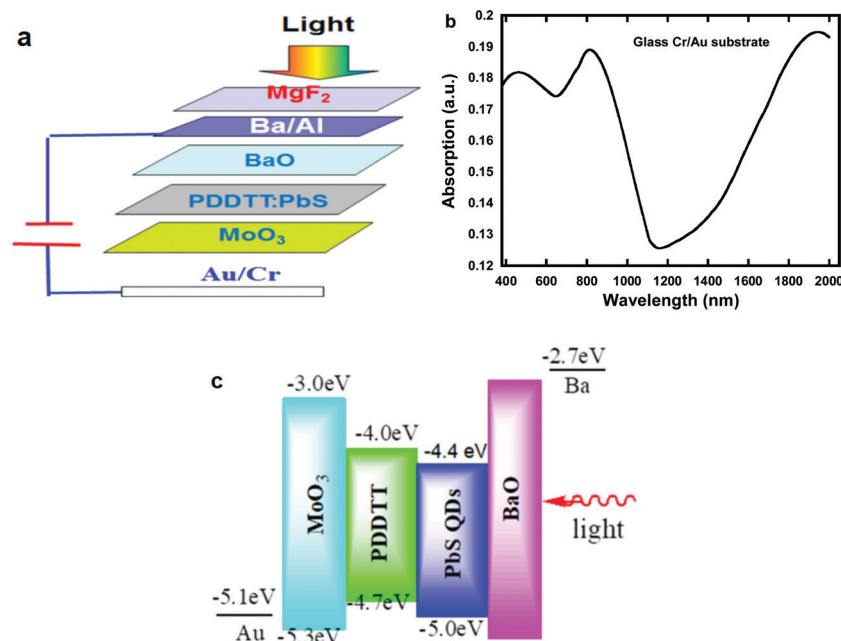 a
Light
MgF₂
Ba/Al
BaO
PDDTT:PbS
MoO₃
Au/Cr
b
0.2
0.19
0.18
0.17
0.16
0.15
0.14
0.13
0.12
Absorption (a.u.)
Glass Cr/Au substrate
400 600 800 1000 1200 1400 1600 1800 2000
Wavelength (nm)
c
-2.7eV
Ba
-3.0eV
-4.0eV
-4.4 eV
MoO₃
PDDTT
PbS QDs
BaO
light
-5.1eV
Au
-5.3eV
-4.7eV
-5.0eV